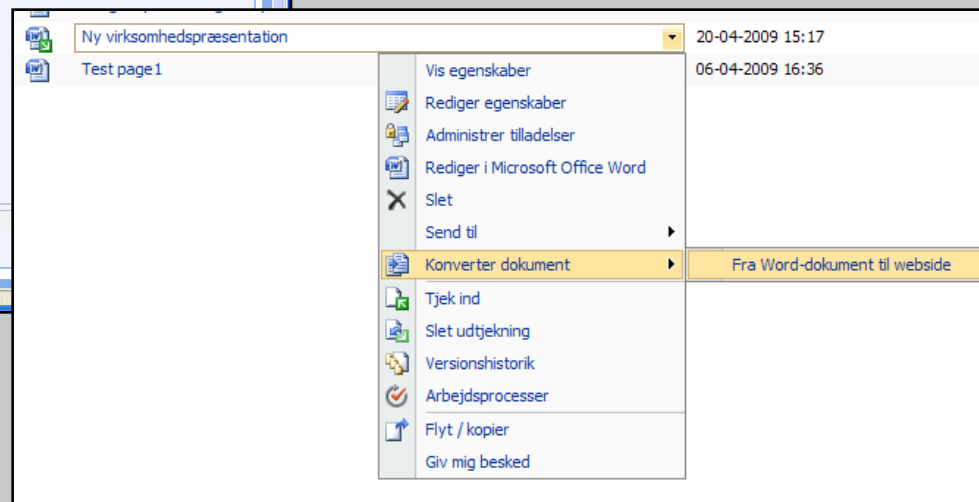 Ny virksomhedspræsentation 20-04-2009 15:17
Test page1 06-04-2009 16:36
Vis egenskaber
Rediger egenskaber
Administrer tilladelser
Rediger i Microsoft Office Word
Slet
Send til
Konverter dokument
Fra Word-dokument til webside
Tjek ind
Slet udtjekning
Versionshistorik
Arbejdsprocesser
Flyt / kopier
Giv mig besked